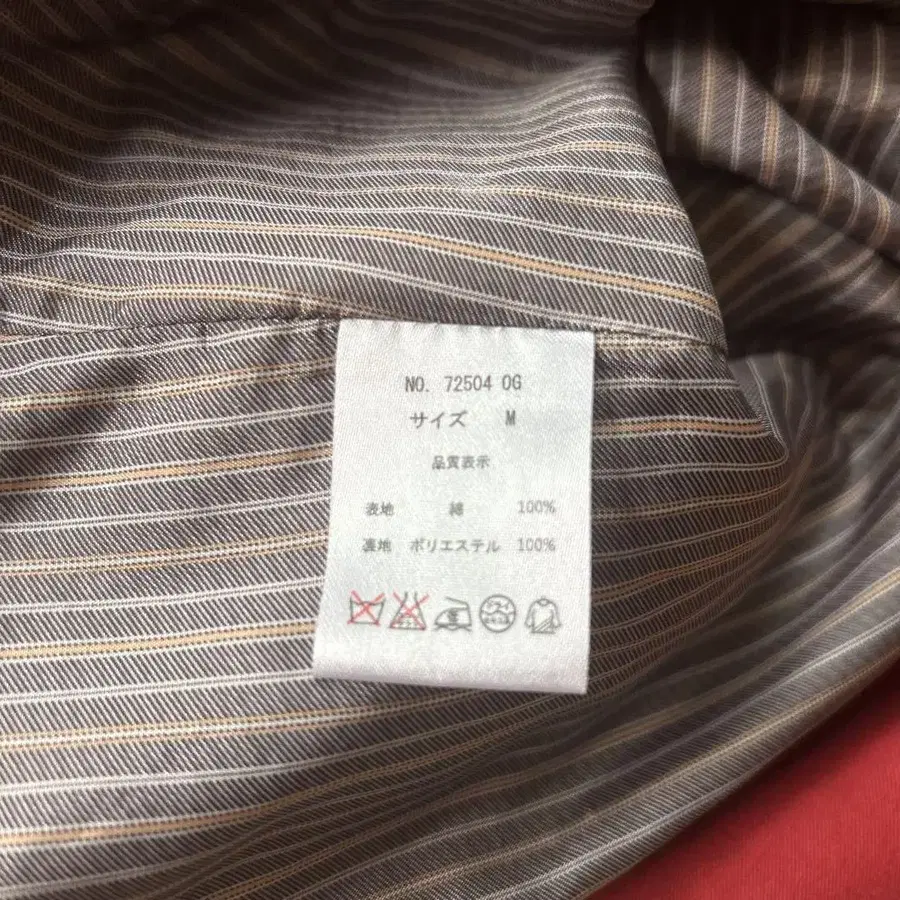 NO. 72504 OG
サイズ M
品質表示
表地 綿 100%
裏地 ポリエステル 100%